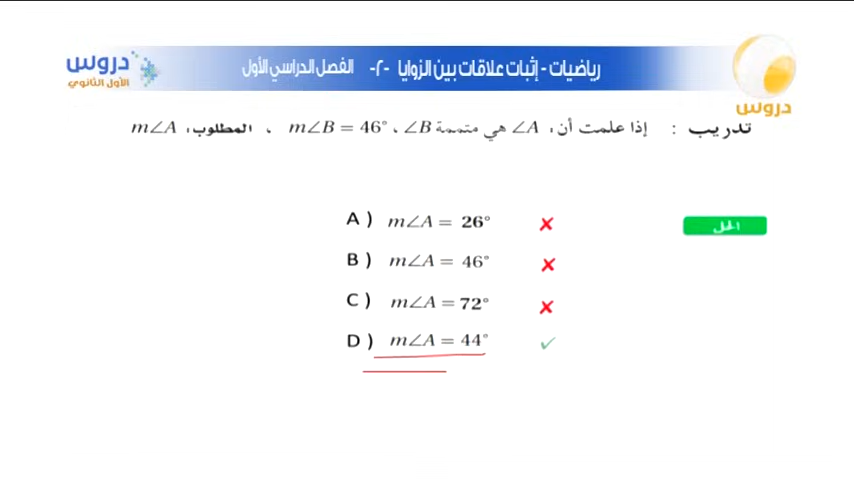 دروس
الأول الثانوي
رياضيات - إثبات علاقات بين الزوايا -٢- الفصل الدراسي الأول
دروس
تدريب : إذا علمت أن، ∠A هي متممة ∠B ، m∠B = 46° ، المطلوب، m∠A
الحل
A ) m∠A = 26° ✘
B ) m∠A = 46° ✘
C ) m∠A = 72° ✘
D ) m∠A = 44° ✓